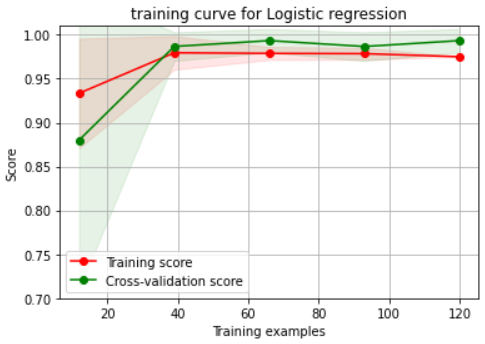 training curve for Logistic regression
1.00
0.95
0.90
0.85
0.80
0.75
0.70
Score
Training score
Cross-validation score
20 40 60 80 100 120
Training examples